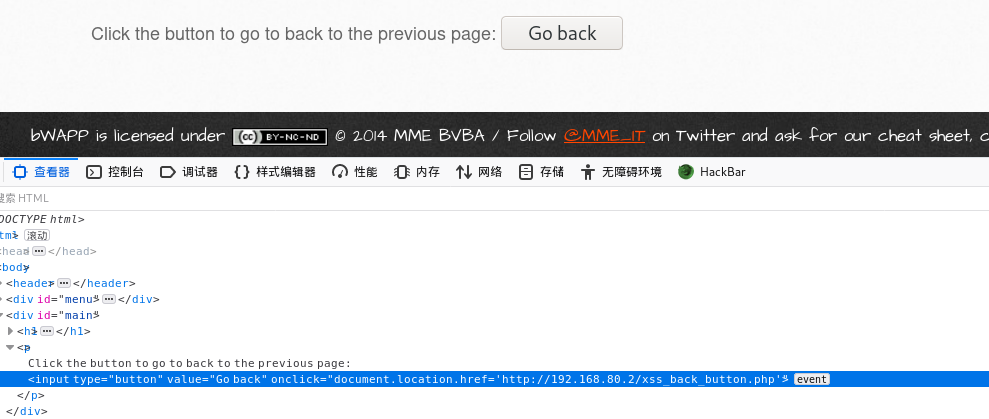 Click the button to go to back to the previous page: Go back
bWAPP is licensed under (cc) BY-NC-ND © 2014 MME BVBA / Follow @MME_IT on Twitter and ask for our cheat sheet, c
查看器 控制台 调试器 样式编辑器 性能 内存 网络 存储 无障碍环境 HackBar
搜索 HTML
DOCTYPE html>
tml> 滚动
<head> ••• </head>
<body>
<header> ••• </header>
<div id="menu"> ••• </div>
<div id="main">
<h1> ••• </h1>
<p>
Click the button to go to back to the previous page:
<input type="button" value="Go back" onclick="document.location.href='http://192.168.80.2/xss_back_button.php'"> event
</p>
</div>